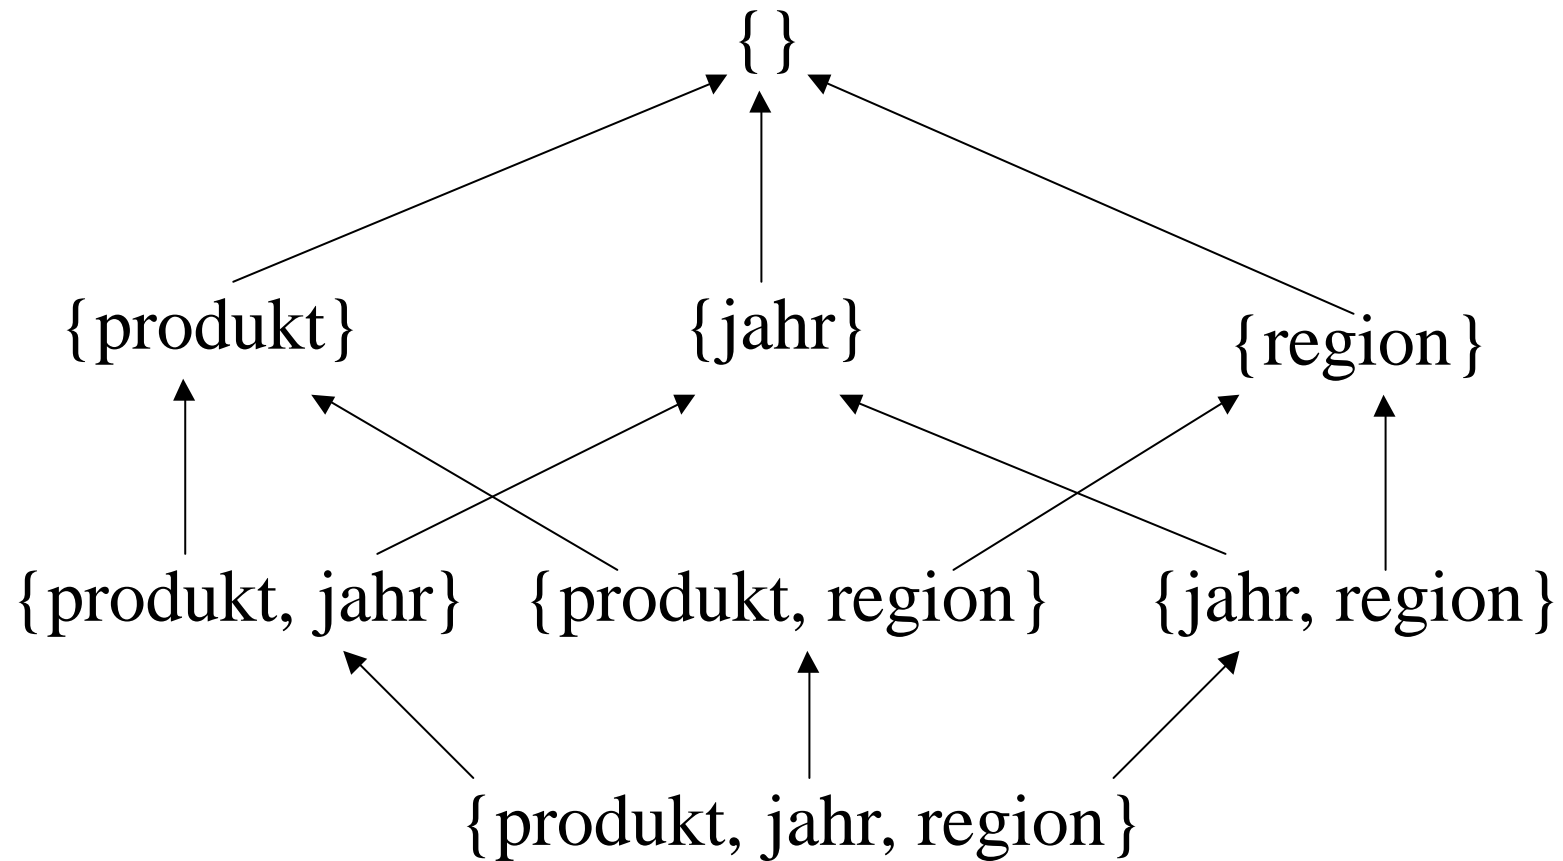 {}
{produkt} {jahr} {region}
{produkt, jahr} {produkt, region} {jahr, region}
{produkt, jahr, region}